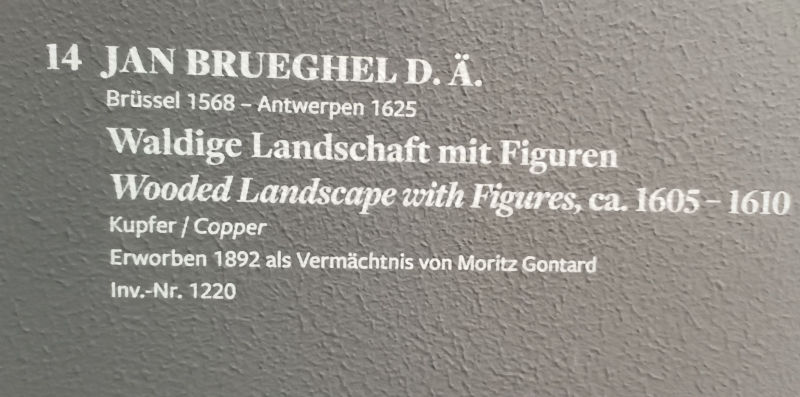 14 JAN BRUEGHEL D. Ä.
Brüssel 1568 – Antwerpen 1625
Waldige Landschaft mit Figuren
Wooded Landscape with Figures, ca. 1605 – 1610
Kupfer / Copper
Erworben 1892 als Vermächtnis von Moritz Gontard
Inv.-Nr. 1220